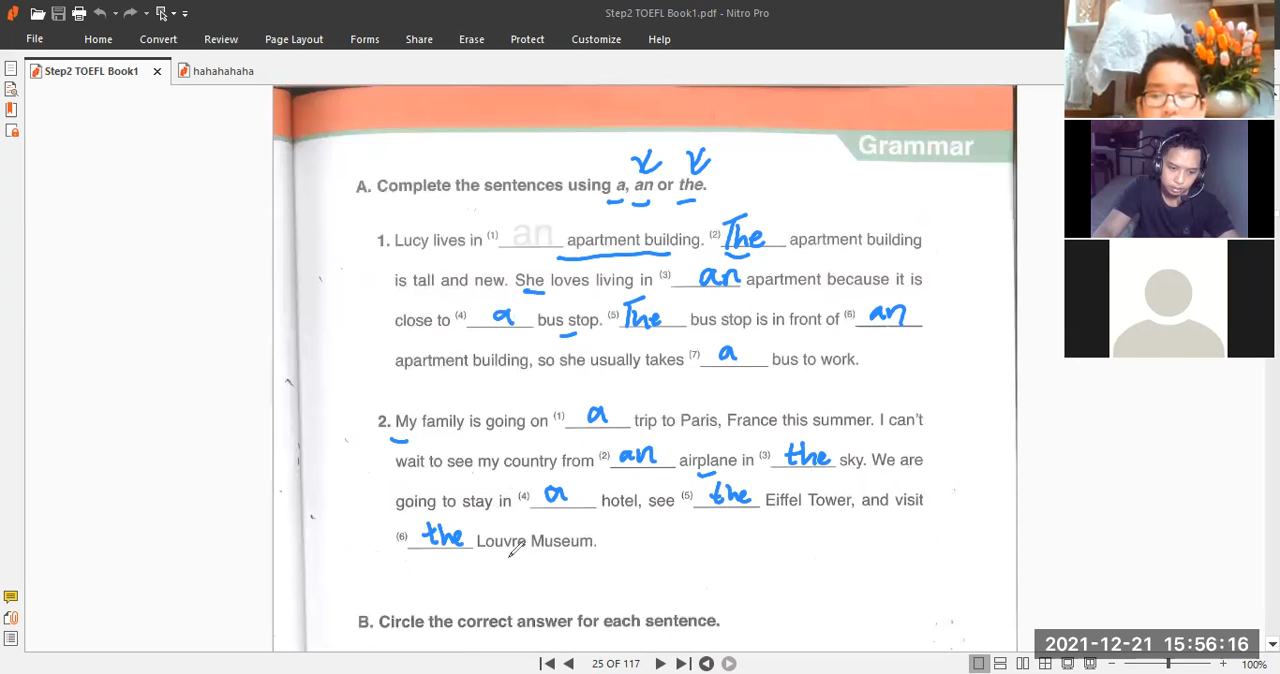 Step2 TOEFL Book1.pdf - Nitro Pro
File Home Convert Review Page Layout Forms Share Erase Protect Customize Help
Step2 TOEFL Book1 × hahahahaha
Grammar
A. Complete the sentences using a, an or the.
1. Lucy lives in (1) an apartment building. (2) The apartment building
is tall and new. She loves living in (3) an apartment because it is
close to (4) a bus stop. (5) The bus stop is in front of (6) an
apartment building, so she usually takes (7) a bus to work.
2. My family is going on (1) a trip to Paris, France this summer. I can't
wait to see my country from (2) an airplane in (3) the sky. We are
going to stay in (4) a hotel, see (5) the Eiffel Tower, and visit
(6) the Louvre Museum.
B. Circle the correct answer for each sentence.
2021-12-21 15:56:16
25 OF 117
100%